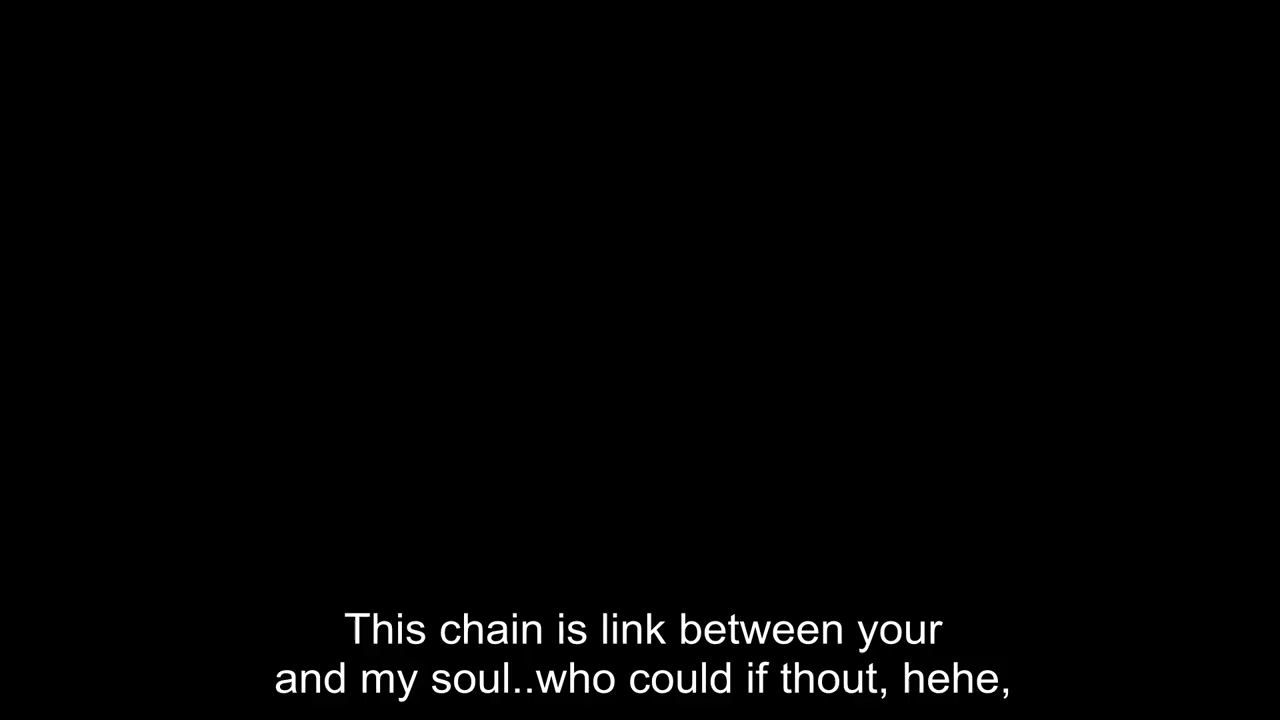 This chain is link between your
and my soul..who could if thout, hehe,